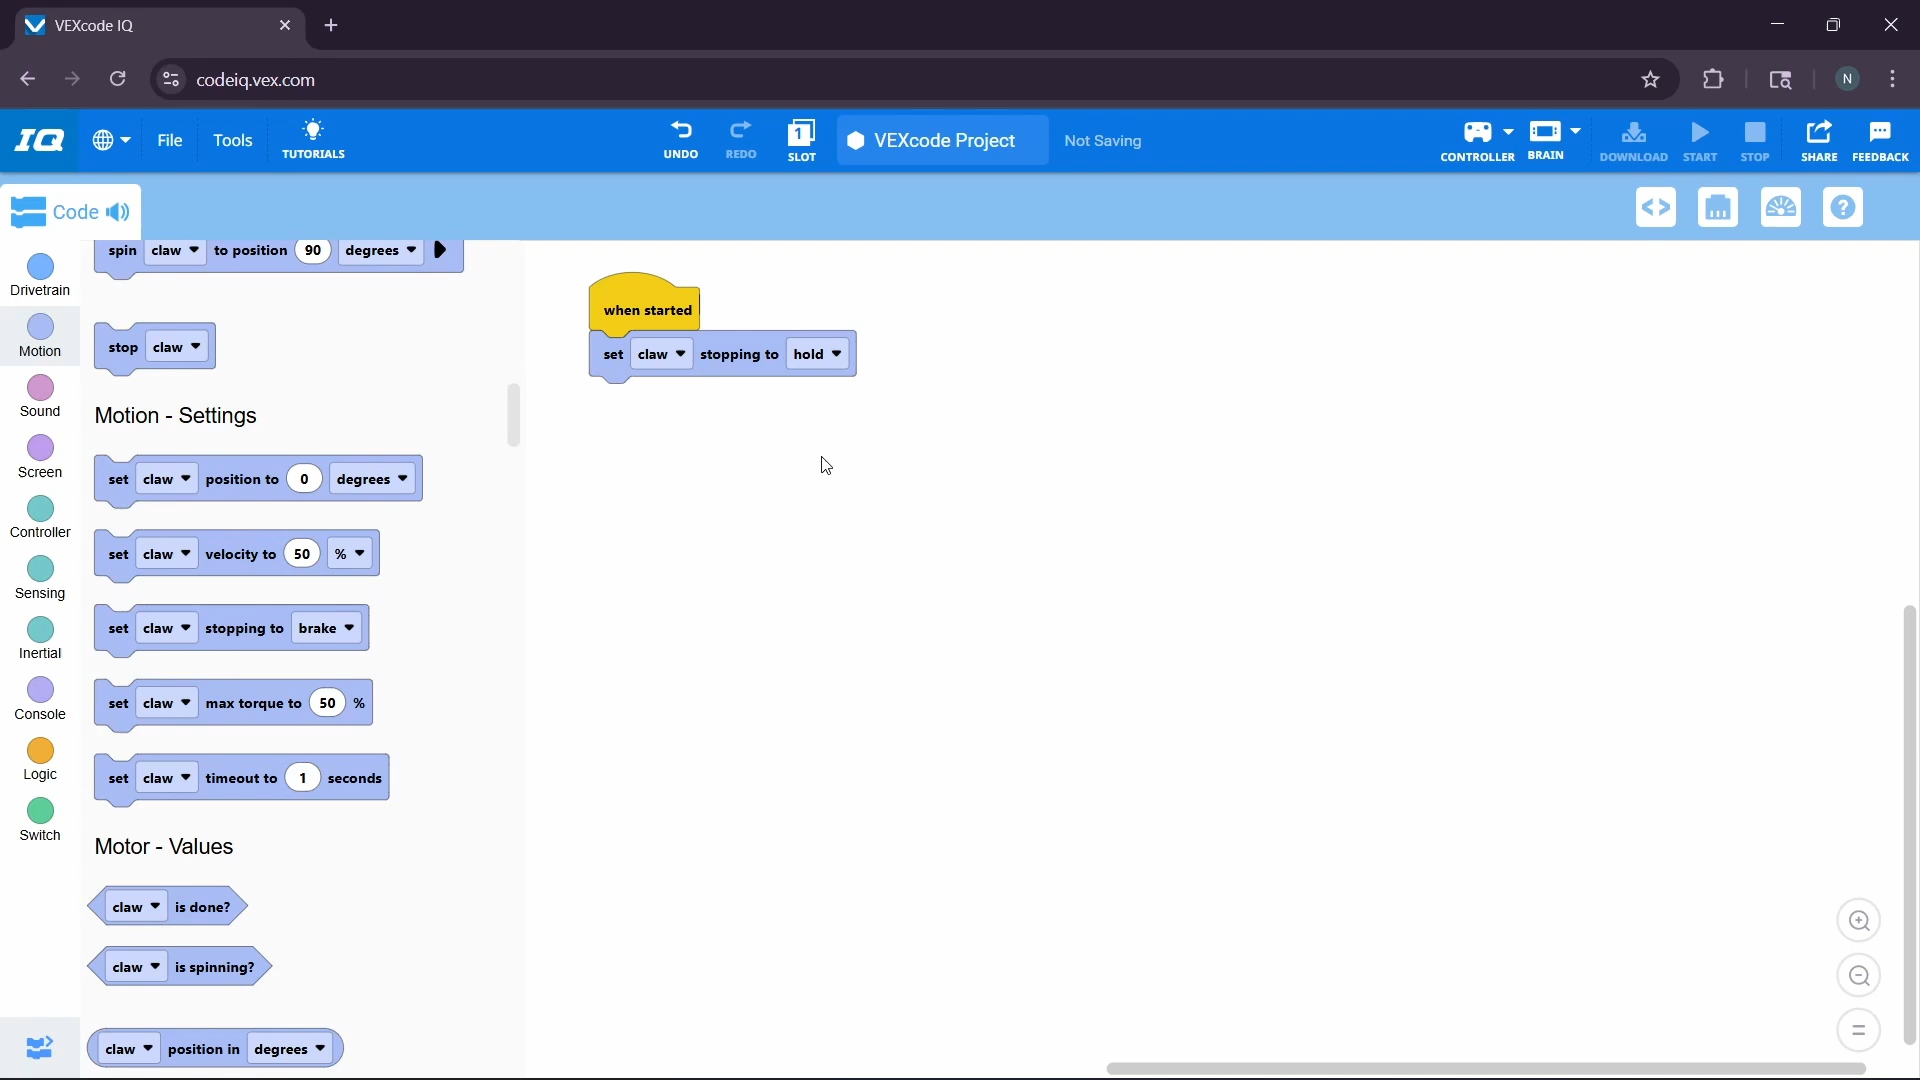 VEXcode IQ
codeiq.vex.com
N
IQ File Tools TUTORIALS UNDO REDO 1 SLOT VEXcode Project Not Saving CONTROLLER BRAIN DOWNLOAD START STOP SHARE FEEDBACK
Code
Drivetrain
Motion
Sound
Screen
Controller
Sensing
Inertial
Console
Logic
Switch
spin claw to position 90 degrees
stop claw
Motion - Settings
set claw position to 0 degrees
set claw velocity to 50 %
set claw stopping to brake
set claw max torque to 50 %
set claw timeout to 1 seconds
Motor - Values
claw is done?
claw is spinning?
claw position in degrees
when started
set claw stopping to hold